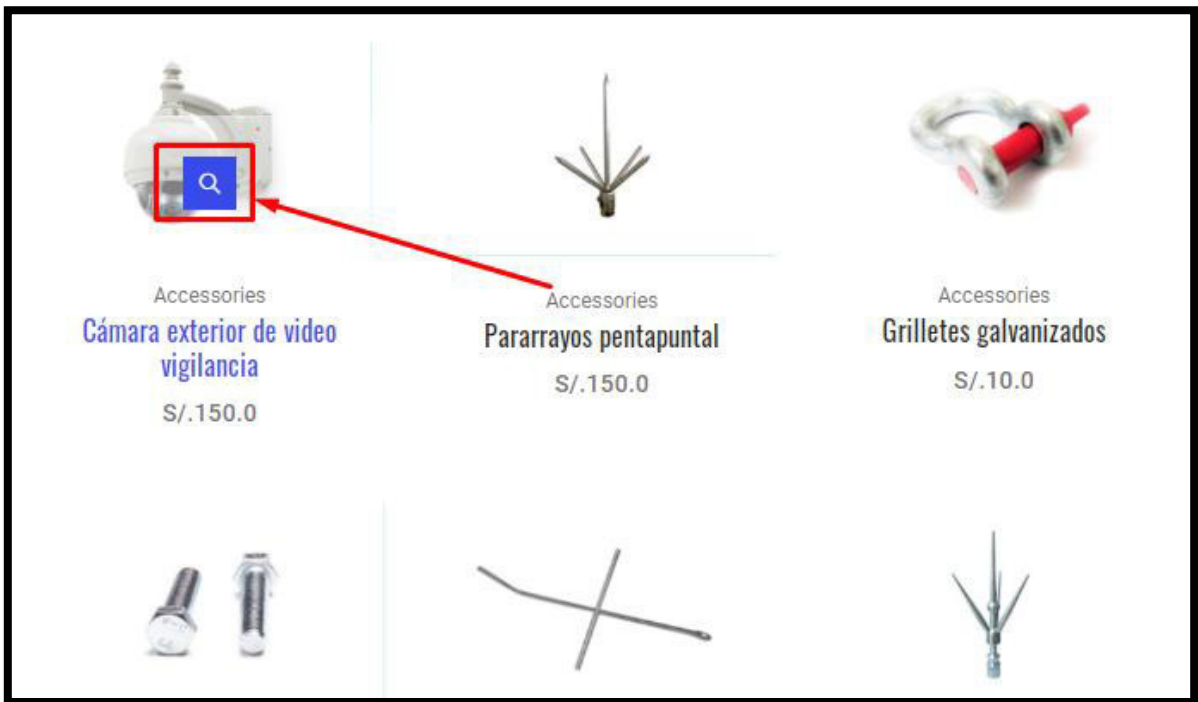 Accessories
Cámara exterior de video
vigilancia
S/.150.0
Accessories
Pararrayos pentapuntal
S/.150.0
Accessories
Grilletes galvanizados
S/.10.0